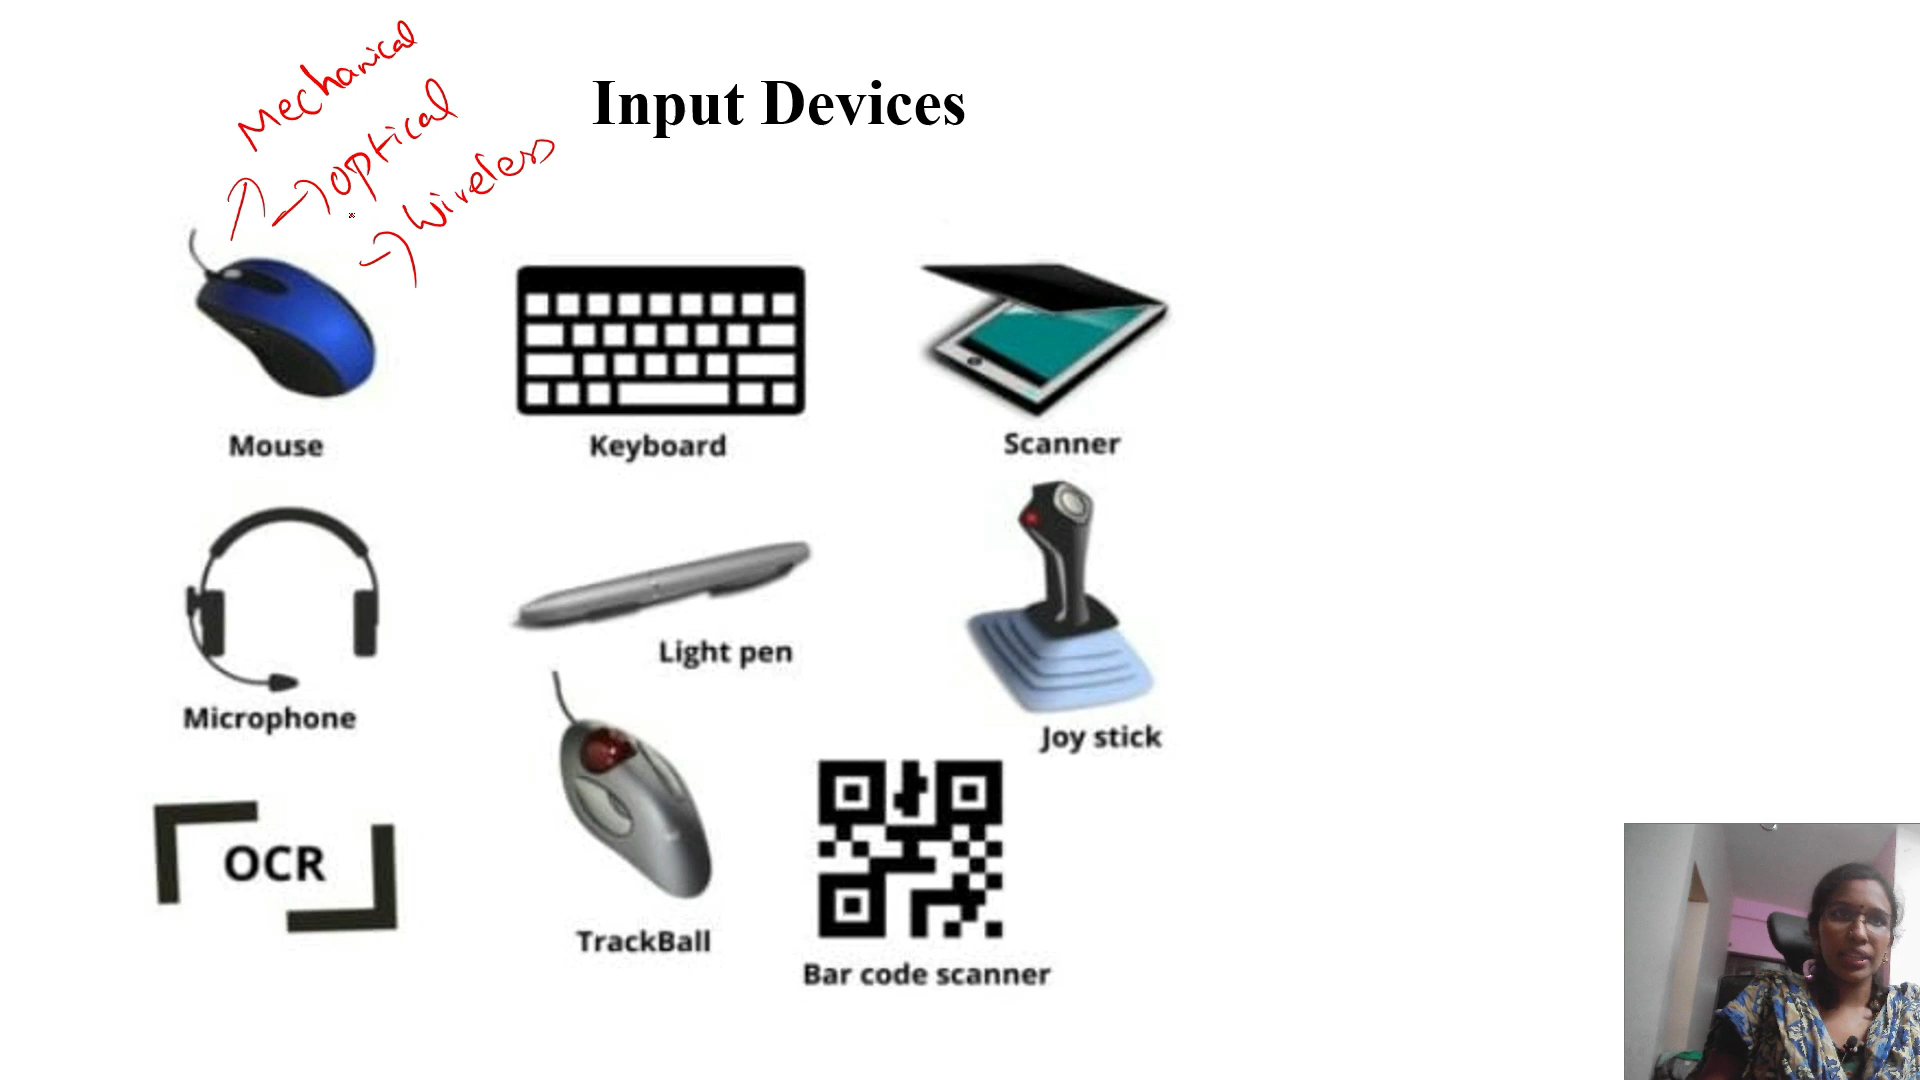 Mechanical
optical
Wireless
Input Devices
Mouse
Keyboard
Scanner
Microphone
Light pen
Joy stick
OCR
TrackBall
Bar code scanner